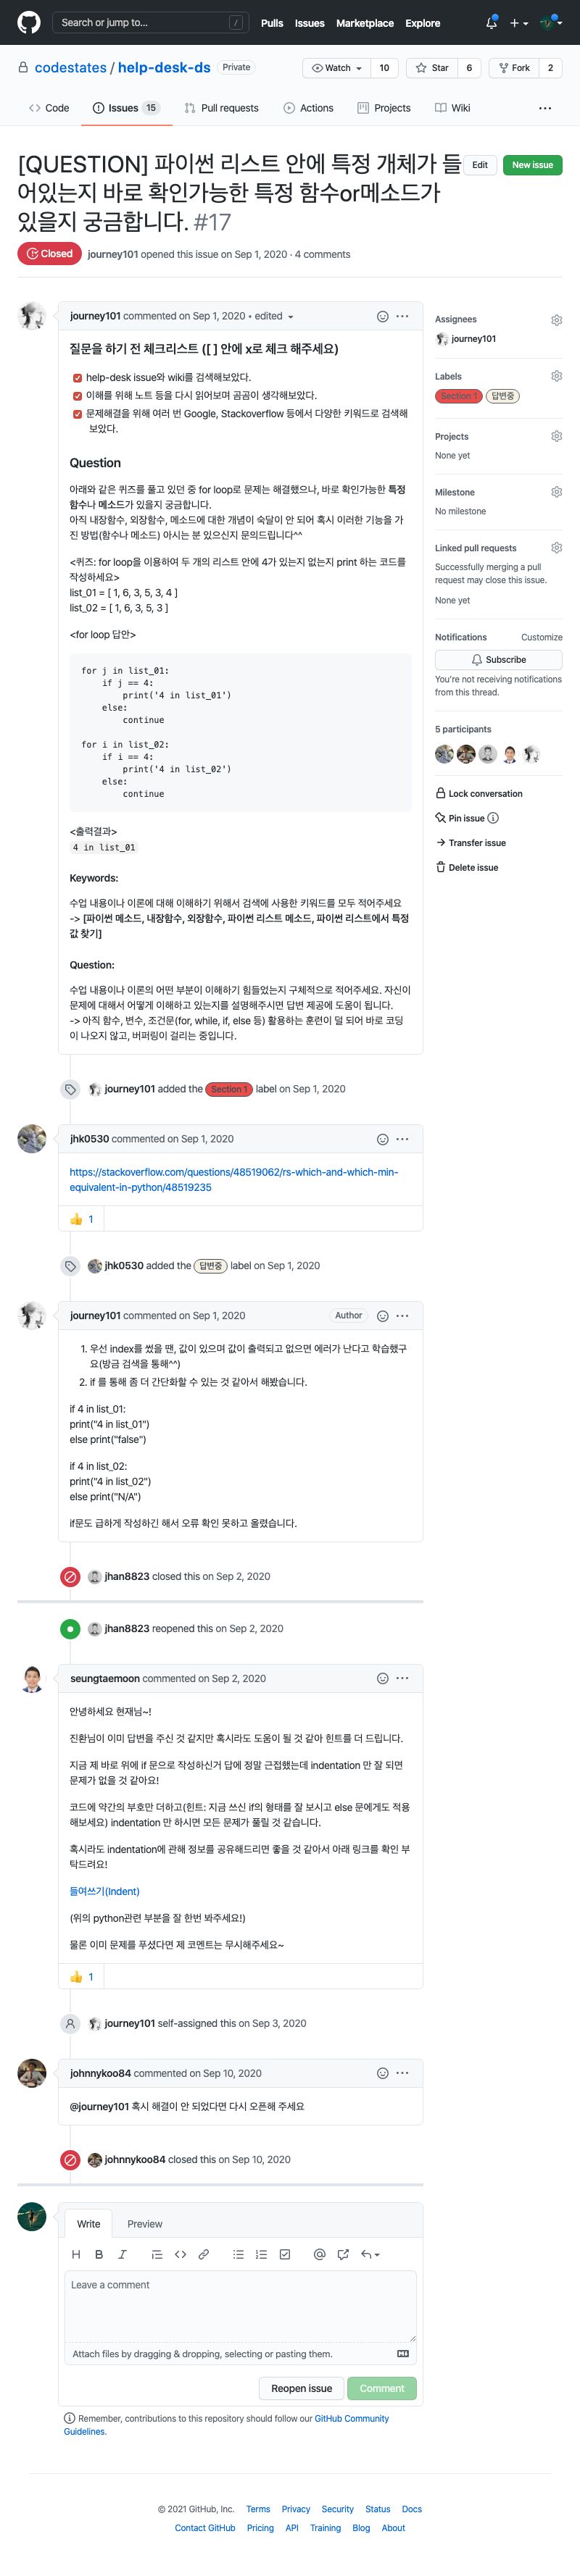 Search or jump to... /
Pulls Issues Marketplace Explore
codestates / help-desk-ds Private
Watch 10 Star 6 Fork 2
Code Issues 15 Pull requests Actions Projects Wiki
[QUESTION] 파이썬 리스트 안에 특정 개체가 들
어있는지 바로 확인가능한 특정 함수or메소드가
있을지 궁금합니다. #17
Edit New issue
Closed journey101 opened this issue on Sep 1, 2020 · 4 comments
journey101 commented on Sep 1, 2020 • edited
질문을 하기 전 체크리스트 ([ ] 안에 x로 체크 해주세요)
help-desk issue와 wiki를 검색해보았다.
이해를 위해 노트 등을 다시 읽어보며 곰곰이 생각해보았다.
문제해결을 위해 여러 번 Google, Stackoverflow 등에서 다양한 키워드로 검색해
보았다.
Question
아래와 같은 퀴즈를 풀고 있던 중 for loop로 문제는 해결했으나, 바로 확인가능한 특정
함수나 메소드가 있을지 궁금합니다.
아직 내장함수, 외장함수, 메소드에 대한 개념이 숙달이 안 되어 혹시 이러한 기능을 가
진 방법(함수나 메소드) 아시는 분 있으신지 문의드립니다^^
<퀴즈: for loop을 이용하여 두 개의 리스트 안에 4가 있는지 없는지 print 하는 코드를
작성하세요>
list_01 = [ 1, 6, 3, 5, 3, 4 ]
list_02 = [ 1, 6, 3, 5, 3 ]
<for loop 답안>
for j in list_01:
if j == 4:
print('4 in list_01')
else:
continue
for i in list_02:
if i == 4:
print('4 in list_02')
else:
continue
<출력결과>
4 in list_01
Keywords:
수업 내용이나 이론에 대해 이해하기 위해서 검색에 사용한 키워드를 모두 적어주세요
-> [파이썬 메소드, 내장함수, 외장함수, 파이썬 리스트 메소드, 파이썬 리스트에서 특정
값 찾기]
Question:
수업 내용이나 이론의 어떤 부분이 이해하기 힘들었는지 구체적으로 적어주세요. 자신이
문제에 대해서 어떻게 이해하고 있는지를 설명해주시면 답변 제공에 도움이 됩니다.
-> 아직 함수, 변수, 조건문(for, while, if, else 등) 활용하는 훈련이 덜 되어 바로 코딩
이 나오지 않고, 버퍼링이 걸리는 중입니다.
Assignees
journey101
Labels
Section 1 답변중
Projects
None yet
Milestone
No milestone
Linked pull requests
Successfully merging a pull
request may close this issue.
None yet
Notifications Customize
Subscribe
You're not receiving notifications
from this thread.
5 participants
Lock conversation
Pin issue
Transfer issue
Delete issue
journey101 added the Section 1 label on Sep 1, 2020
jhk0530 commented on Sep 1, 2020
https://stackoverflow.com/questions/48519062/rs-which-and-which-min-
equivalent-in-python/48519235
👍 1
jhk0530 added the 답변중 label on Sep 1, 2020
journey101 commented on Sep 1, 2020 Author
1. 우선 index를 썼을 땐, 값이 있으며 값이 출력되고 없으면 에러가 난다고 학습했구
요(방금 검색을 통해^^)
2. if 를 통해 좀 더 간단화할 수 있는 것 같아서 해봤습니다.
if 4 in list_01:
print("4 in list_01")
else print("false")
if 4 in list_02:
print("4 in list_02")
else print("N/A")
if문도 급하게 작성하긴 해서 오류 확인 못하고 올렸습니다.
jhan8823 closed this on Sep 2, 2020
jhan8823 reopened this on Sep 2, 2020
seungtaemoon commented on Sep 2, 2020
안녕하세요 현재님~!
진환님이 이미 답변을 주신 것 같지만 혹시라도 도움이 될 것 같아 힌트를 더 드립니다.
지금 제 바로 위에 if 문으로 작성하신거 답에 정말 근접했는데 indentation 만 잘 되면
문제가 없을 것 같아요!
코드에 약간의 부호만 더하고(힌트: 지금 쓰신 if의 형태를 잘 보시고 else 문에게도 적용
해보세요) indentation 만 하시면 모든 문제가 풀릴 것 같습니다.
혹시라도 indentation에 관해 정보를 공유해드리면 좋을 것 같아서 아래 링크를 확인 부
탁드려요!
들여쓰기(Indent)
(위의 python관련 부분을 잘 한번 봐주세요!)
물론 이미 문제를 푸셨다면 제 코멘트는 무시해주세요~
👍 1
journey101 self-assigned this on Sep 3, 2020
johnnykoo84 commented on Sep 10, 2020
@journey101 혹시 해결이 안 되었다면 다시 오픈해 주세요
johnnykoo84 closed this on Sep 10, 2020
Write Preview
Leave a comment
Attach files by dragging & dropping, selecting or pasting them.
Reopen issue Comment
Remember, contributions to this repository should follow our GitHub Community
Guidelines.
© 2021 GitHub, Inc. Terms Privacy Security Status Docs
Contact GitHub Pricing API Training Blog About